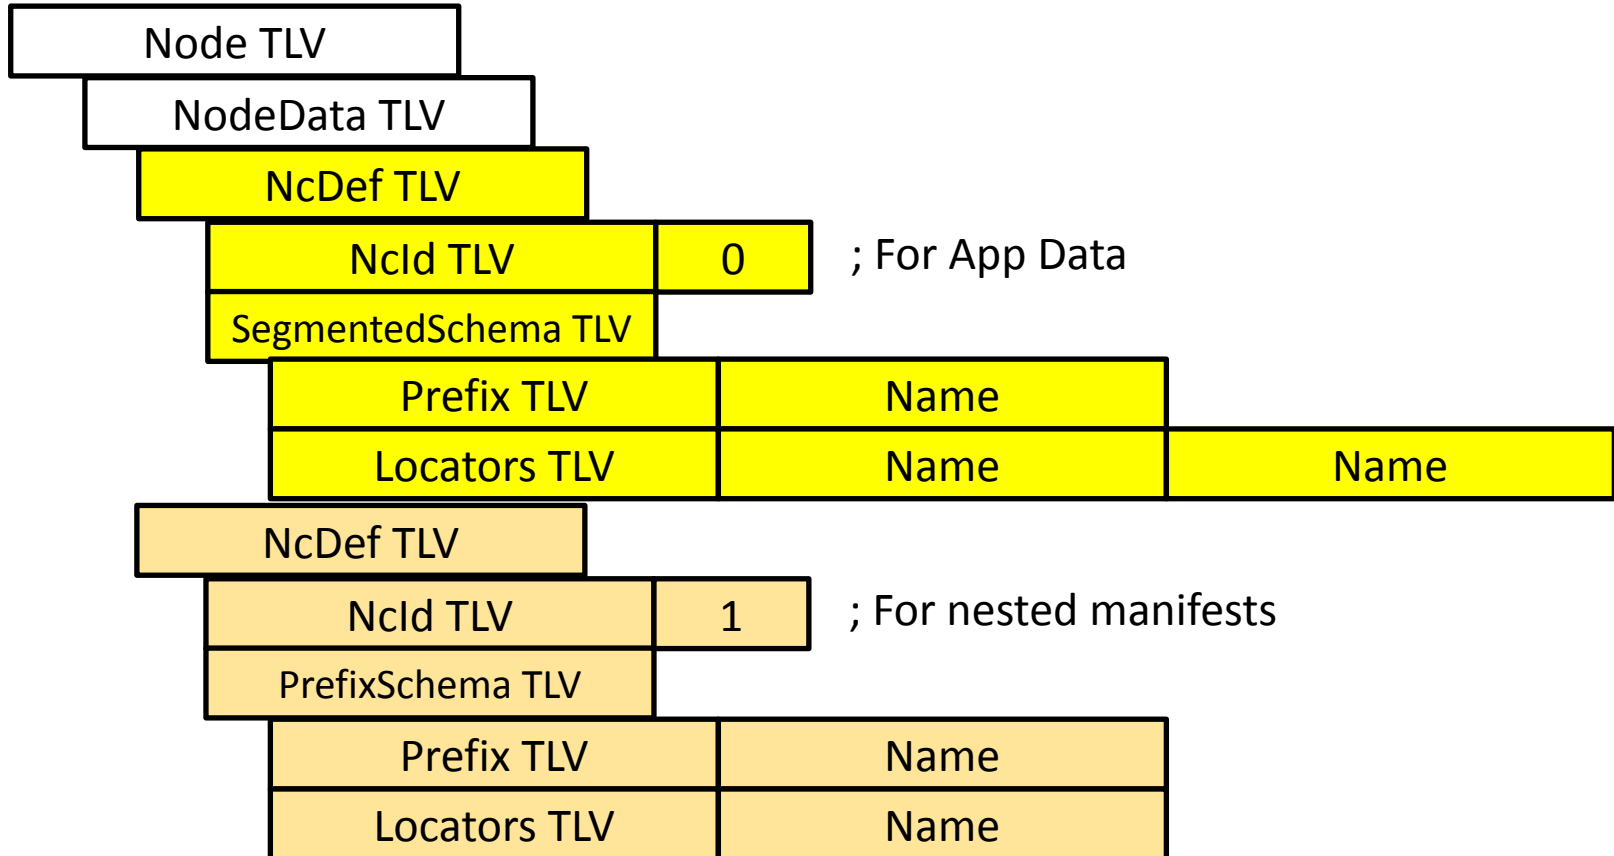 Node TLV
NodeData TLV
NcDef TLV
NcId TLV 0 ; For App Data
SegmentedSchema TLV
Prefix TLV Name
Locators TLV Name Name
NcDef TLV
NcId TLV 1 ; For nested manifests
PrefixSchema TLV
Prefix TLV Name
Locators TLV Name